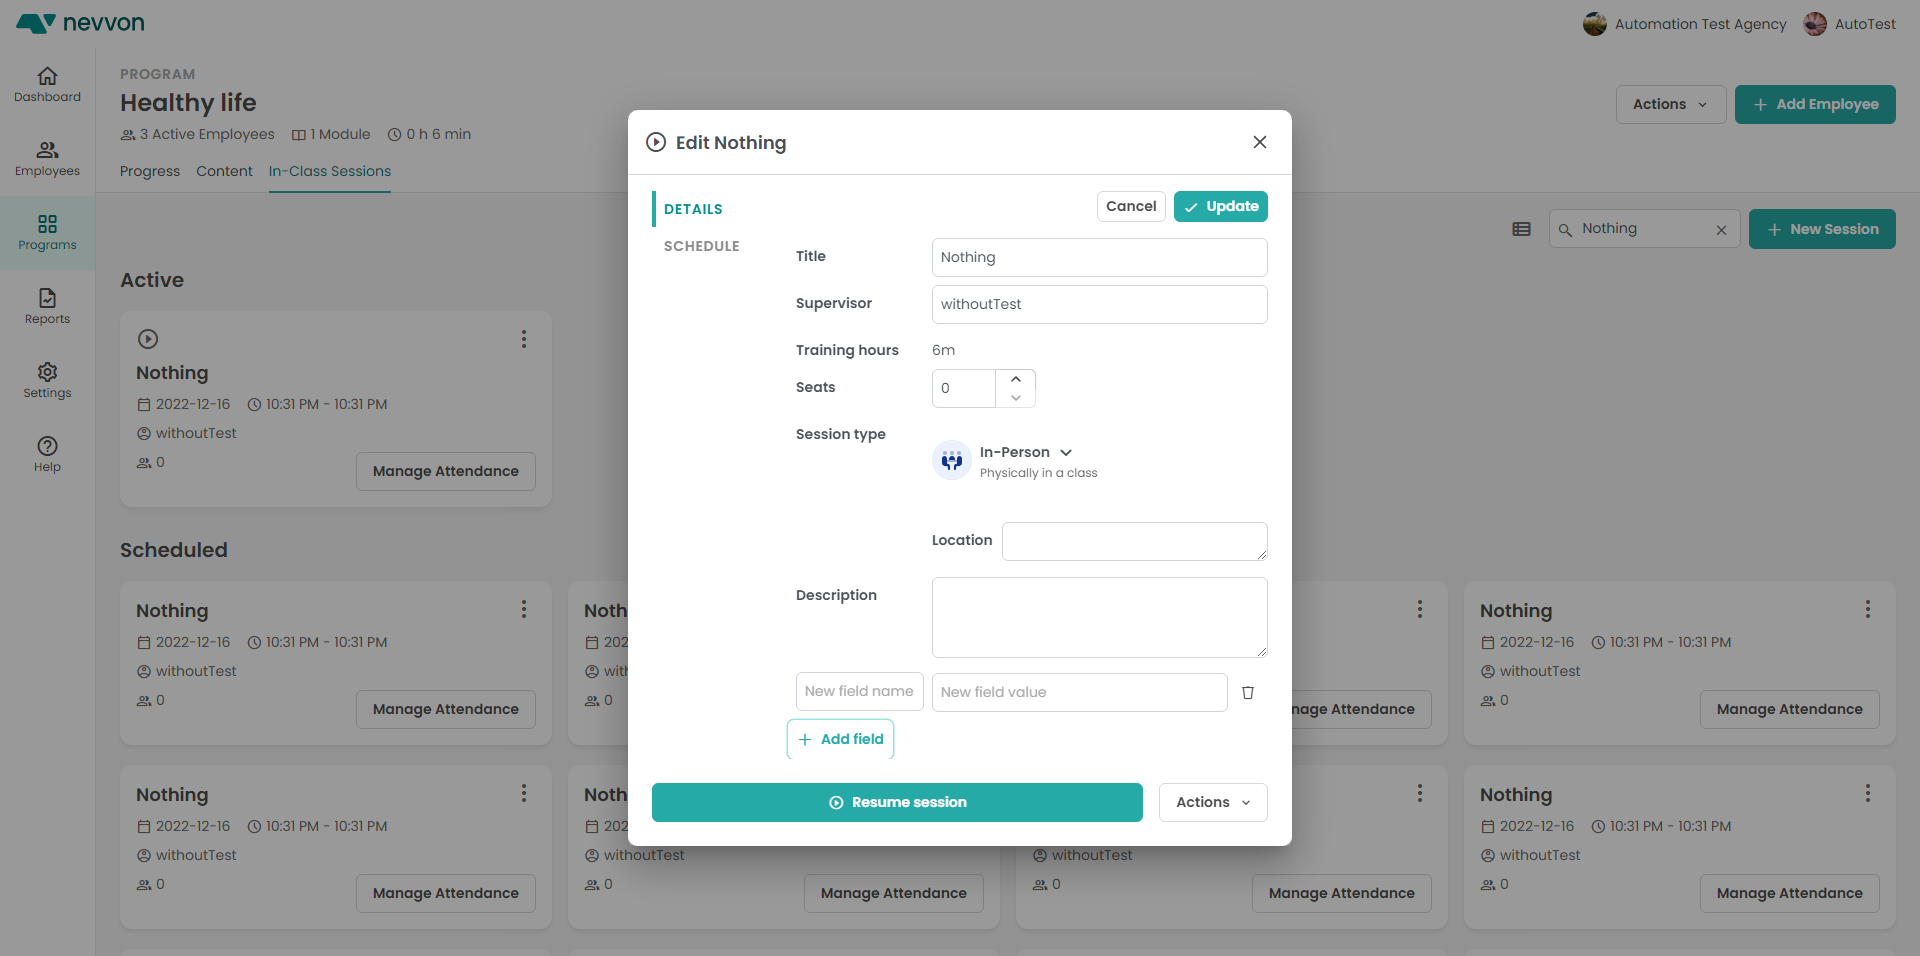 nevvon
Automation Test Agency
AutoTest
Dashboard
Employees
Programs
Reports
Settings
Help
PROGRAM
Healthy life
3 Active Employees
1 Module
0 h 6 min
Actions
Add Employee
Progress
Content
In-Class Sessions
Nothing
New Session
Active
Nothing
2022-12-16
10:31 PM - 10:31 PM
withoutTest
0
Manage Attendance
Scheduled
Nothing
2022-12-16
10:31 PM - 10:31 PM
withoutTest
0
Manage Attendance
Noth
202
with
0
nage Attendance
Nothing
2022-12-16
10:31 PM - 10:31 PM
withoutTest
0
Manage Attendance
Nothing
2022-12-16
10:31 PM - 10:31 PM
withoutTest
0
Manage Attendance
Noth
202
withoutTest
0
Manage Attendance
withoutTest
0
Manage Attendance
Nothing
2022-12-16
10:31 PM - 10:31 PM
withoutTest
0
Manage Attendance
Edit Nothing
DETAILS
SCHEDULE
Cancel
Update
Title
Nothing
Supervisor
withoutTest
Training hours
6m
Seats
0
Session type
In-Person
Physically in a class
Location
Description
New field name
New field value
Add field
Resume session
Actions